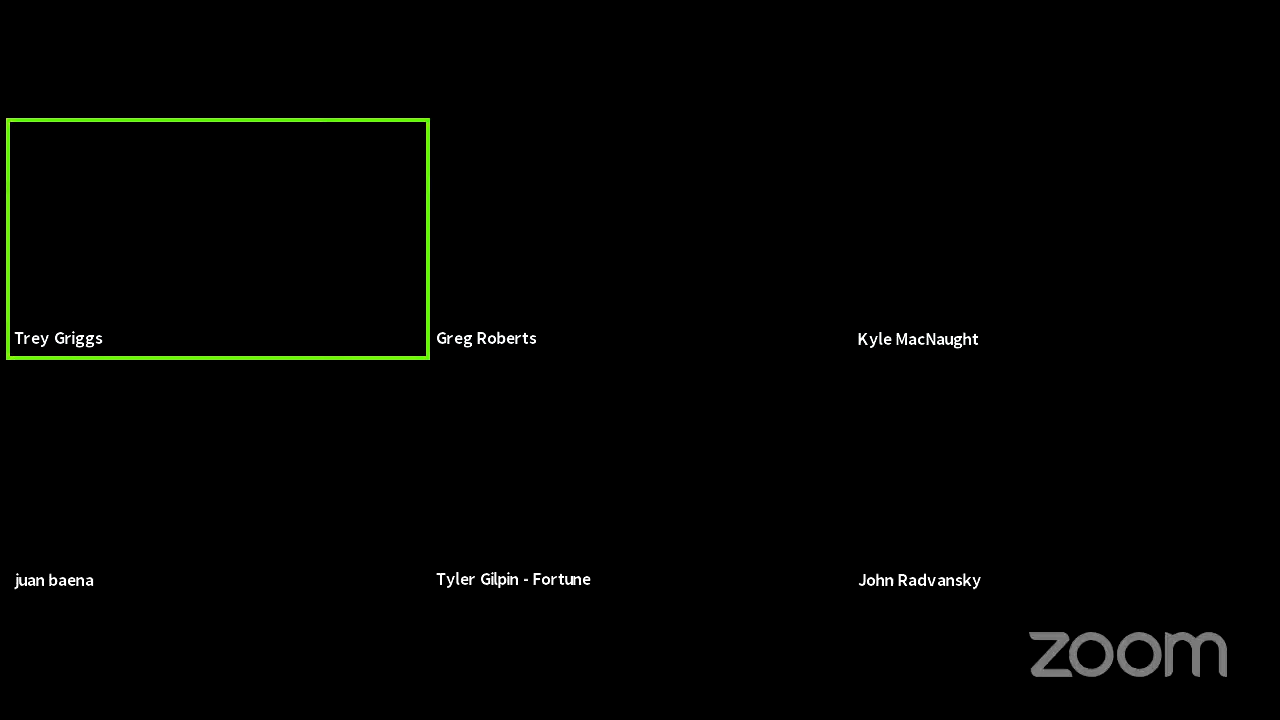 Trey Griggs
Greg Roberts
Kyle MacNaught
juan baena
Tyler Gilpin - Fortune
John Radvansky
zoom